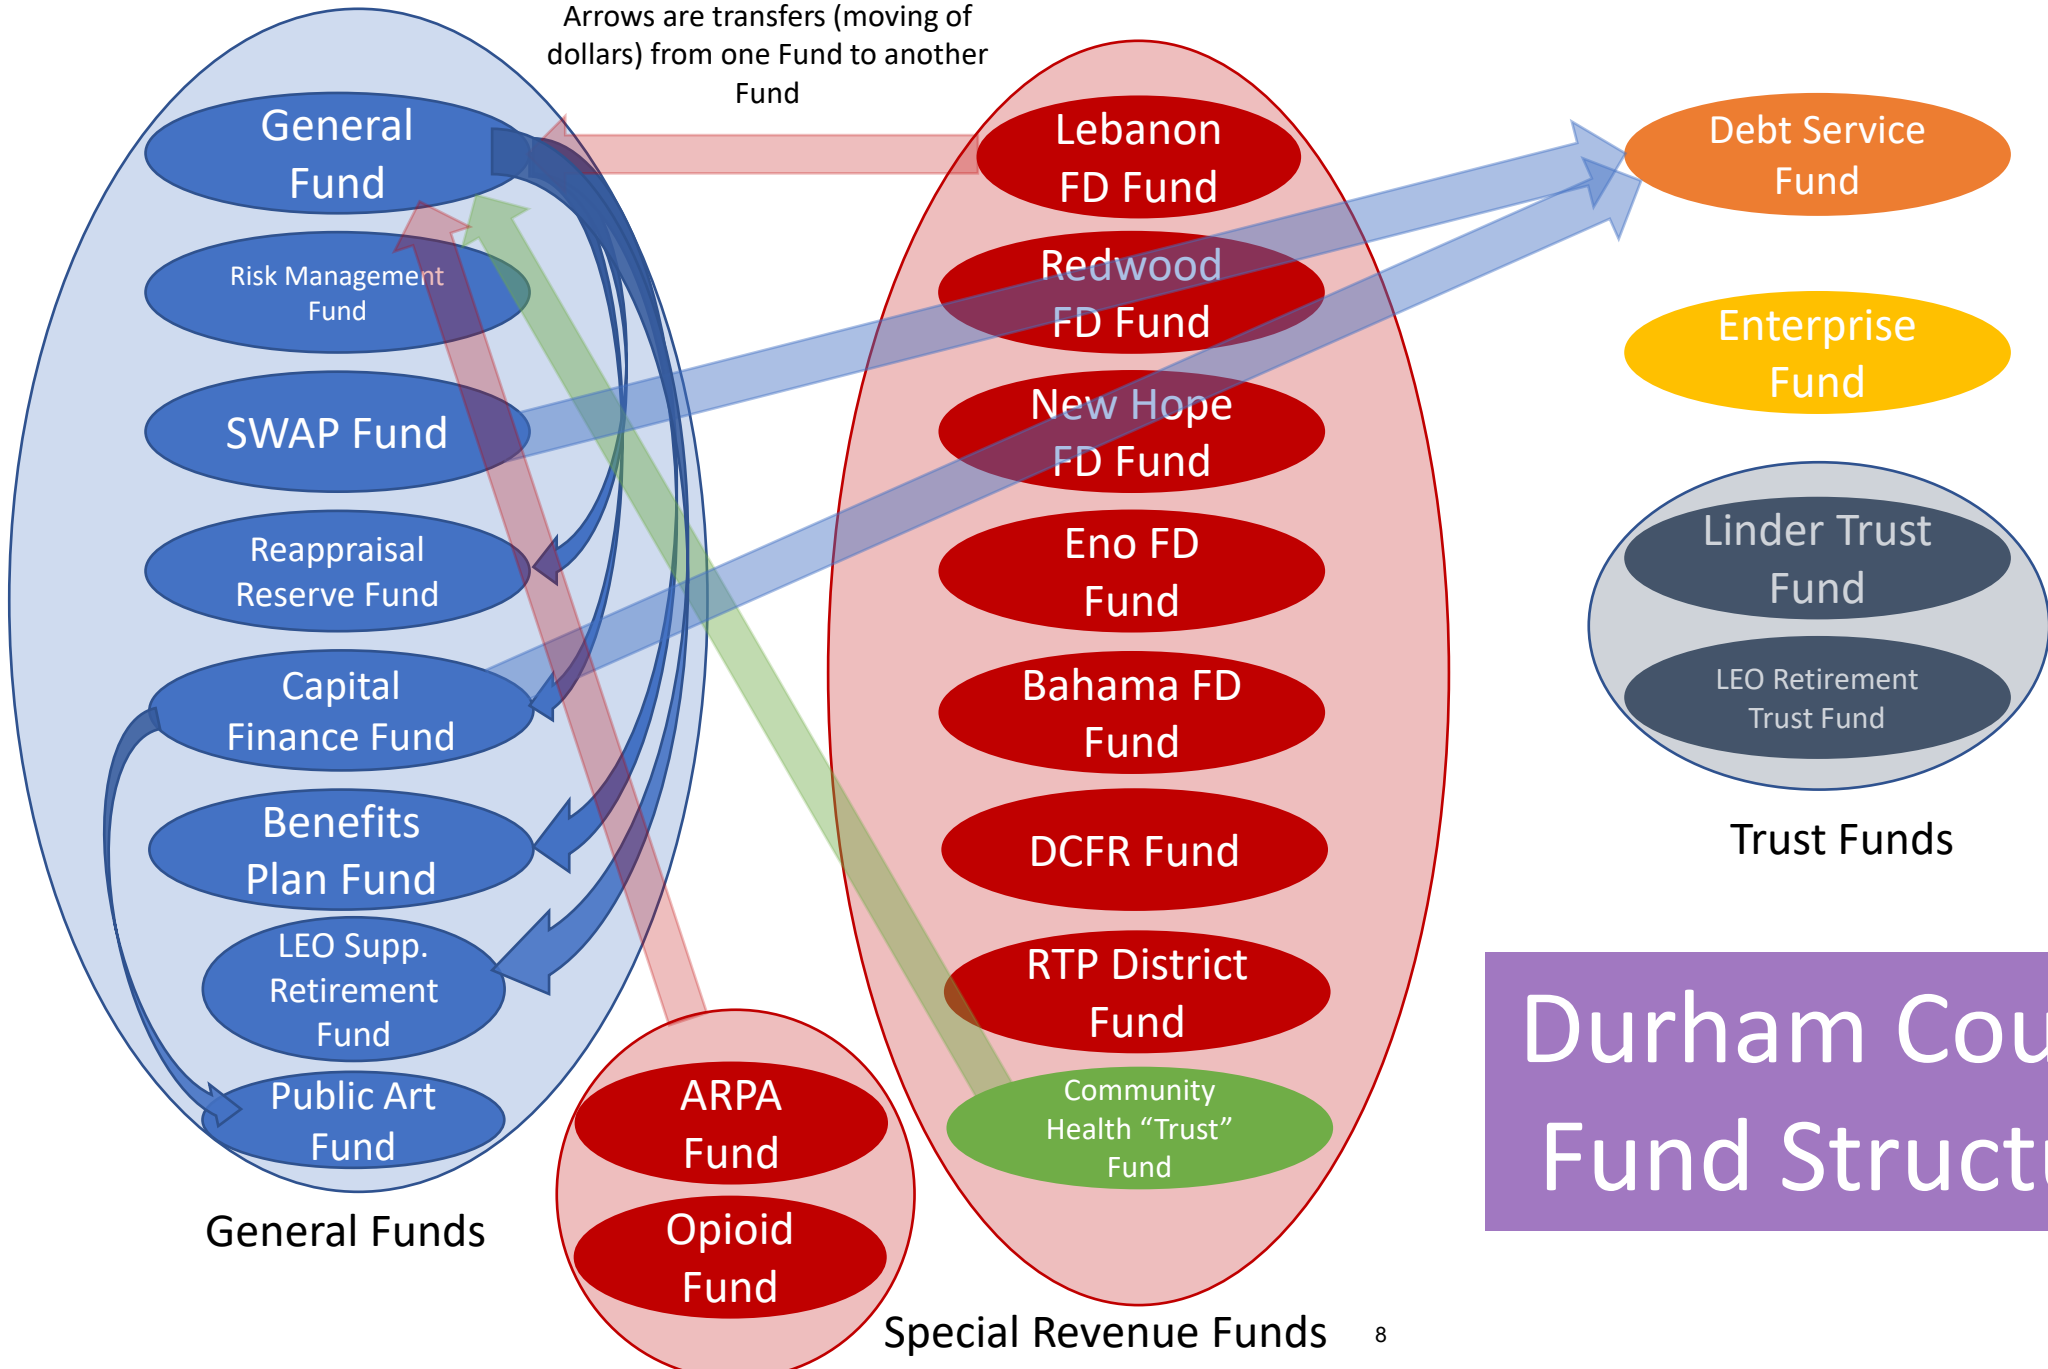 Arrows are transfers (moving of
dollars) from one Fund to another
Fund
General
Fund
Risk Management
Fund
SWAP Fund
Reappraisal
Reserve Fund
Capital
Finance Fund
Benefits
Plan Fund
LEO Supp.
Retirement
Fund
Public Art
Fund
General Funds
ARPA
Fund
Opioid
Fund
Lebanon
FD Fund
Redwood
FD Fund
New Hope
FD Fund
Eno FD
Fund
Bahama FD
Fund
DCFR Fund
RTP District
Fund
Community
Health “Trust”
Fund
Special Revenue Funds
8
Debt Service
Fund
Enterprise
Fund
Linder Trust
Fund
LEO Retirement
Trust Fund
Trust Funds
Durham Cou
Fund Struct